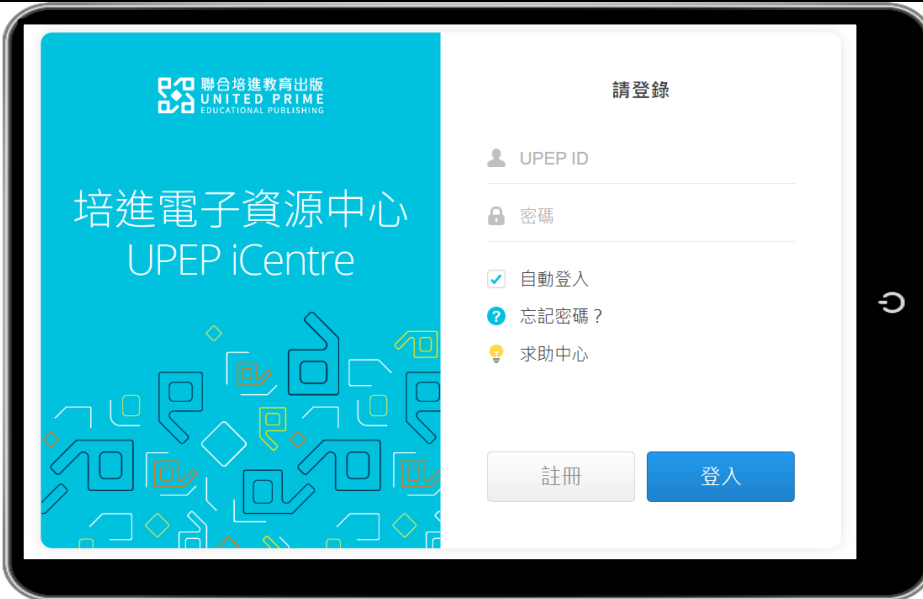 聯合培進教育出版
UNITED PRIME
EDUCATIONAL PUBLISHING
培進電子資源中心
UPEP iCentre
請登錄
UPEP ID
密碼
自動登入
忘記密碼？
求助中心
註冊
登入